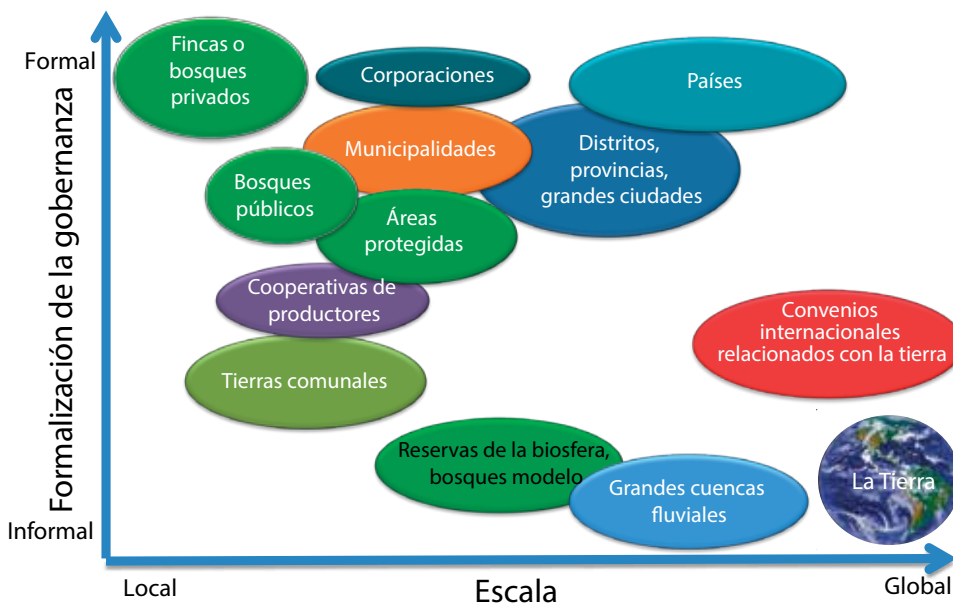 Formalización de la gobernanza
Formal
Informal
Fincas o
bosques
privados
Corporaciones
Países
Municipalidades
Distritos,
provincias,
grandes ciudades
Bosques
públicos
Áreas
protegidas
Cooperativas de
productores
Convenios
internacionales
relacionados con la tierra
Tierras comunales
Reservas de la biosfera,
bosques modelo
Grandes cuencas
fluviales
La Tierra
Local
Escala
Global